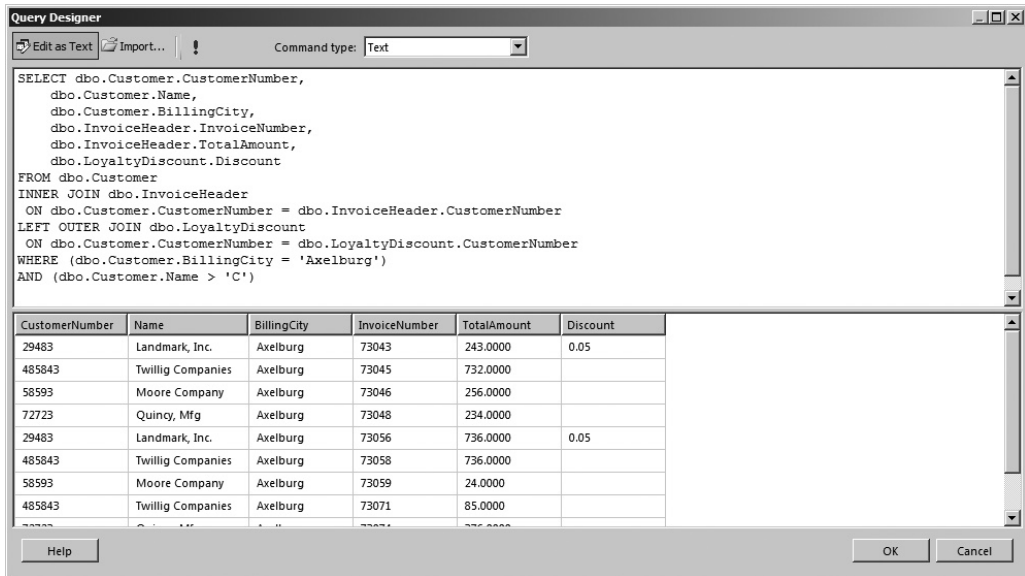 Query Designer
Edit as Text Import... ! Command type: Text
SELECT dbo.Customer.CustomerNumber,
dbo.Customer.Name,
dbo.Customer.BillingCity,
dbo.InvoiceHeader.InvoiceNumber,
dbo.InvoiceHeader.TotalAmount,
dbo.LoyaltyDiscount.Discount
FROM dbo.Customer
INNER JOIN dbo.InvoiceHeader
ON dbo.Customer.CustomerNumber = dbo.InvoiceHeader.CustomerNumber
LEFT OUTER JOIN dbo.LoyaltyDiscount
ON dbo.Customer.CustomerNumber = dbo.LoyaltyDiscount.CustomerNumber
WHERE (dbo.Customer.BillingCity = 'Axelburg')
AND (dbo.Customer.Name > 'C')
CustomerNumber Name BillingCity InvoiceNumber TotalAmount Discount
29483 Landmark, Inc. Axelburg 73043 243.0000 0.05
485843 Twillig Companies Axelburg 73045 732.0000
58593 Moore Company Axelburg 73046 256.0000
72723 Quincy, Mfg Axelburg 73048 234.0000
29483 Landmark, Inc. Axelburg 73056 736.0000 0.05
485843 Twillig Companies Axelburg 73058 736.0000
58593 Moore Company Axelburg 73059 24.0000
485843 Twillig Companies Axelburg 73071 85.0000
Help OK Cancel